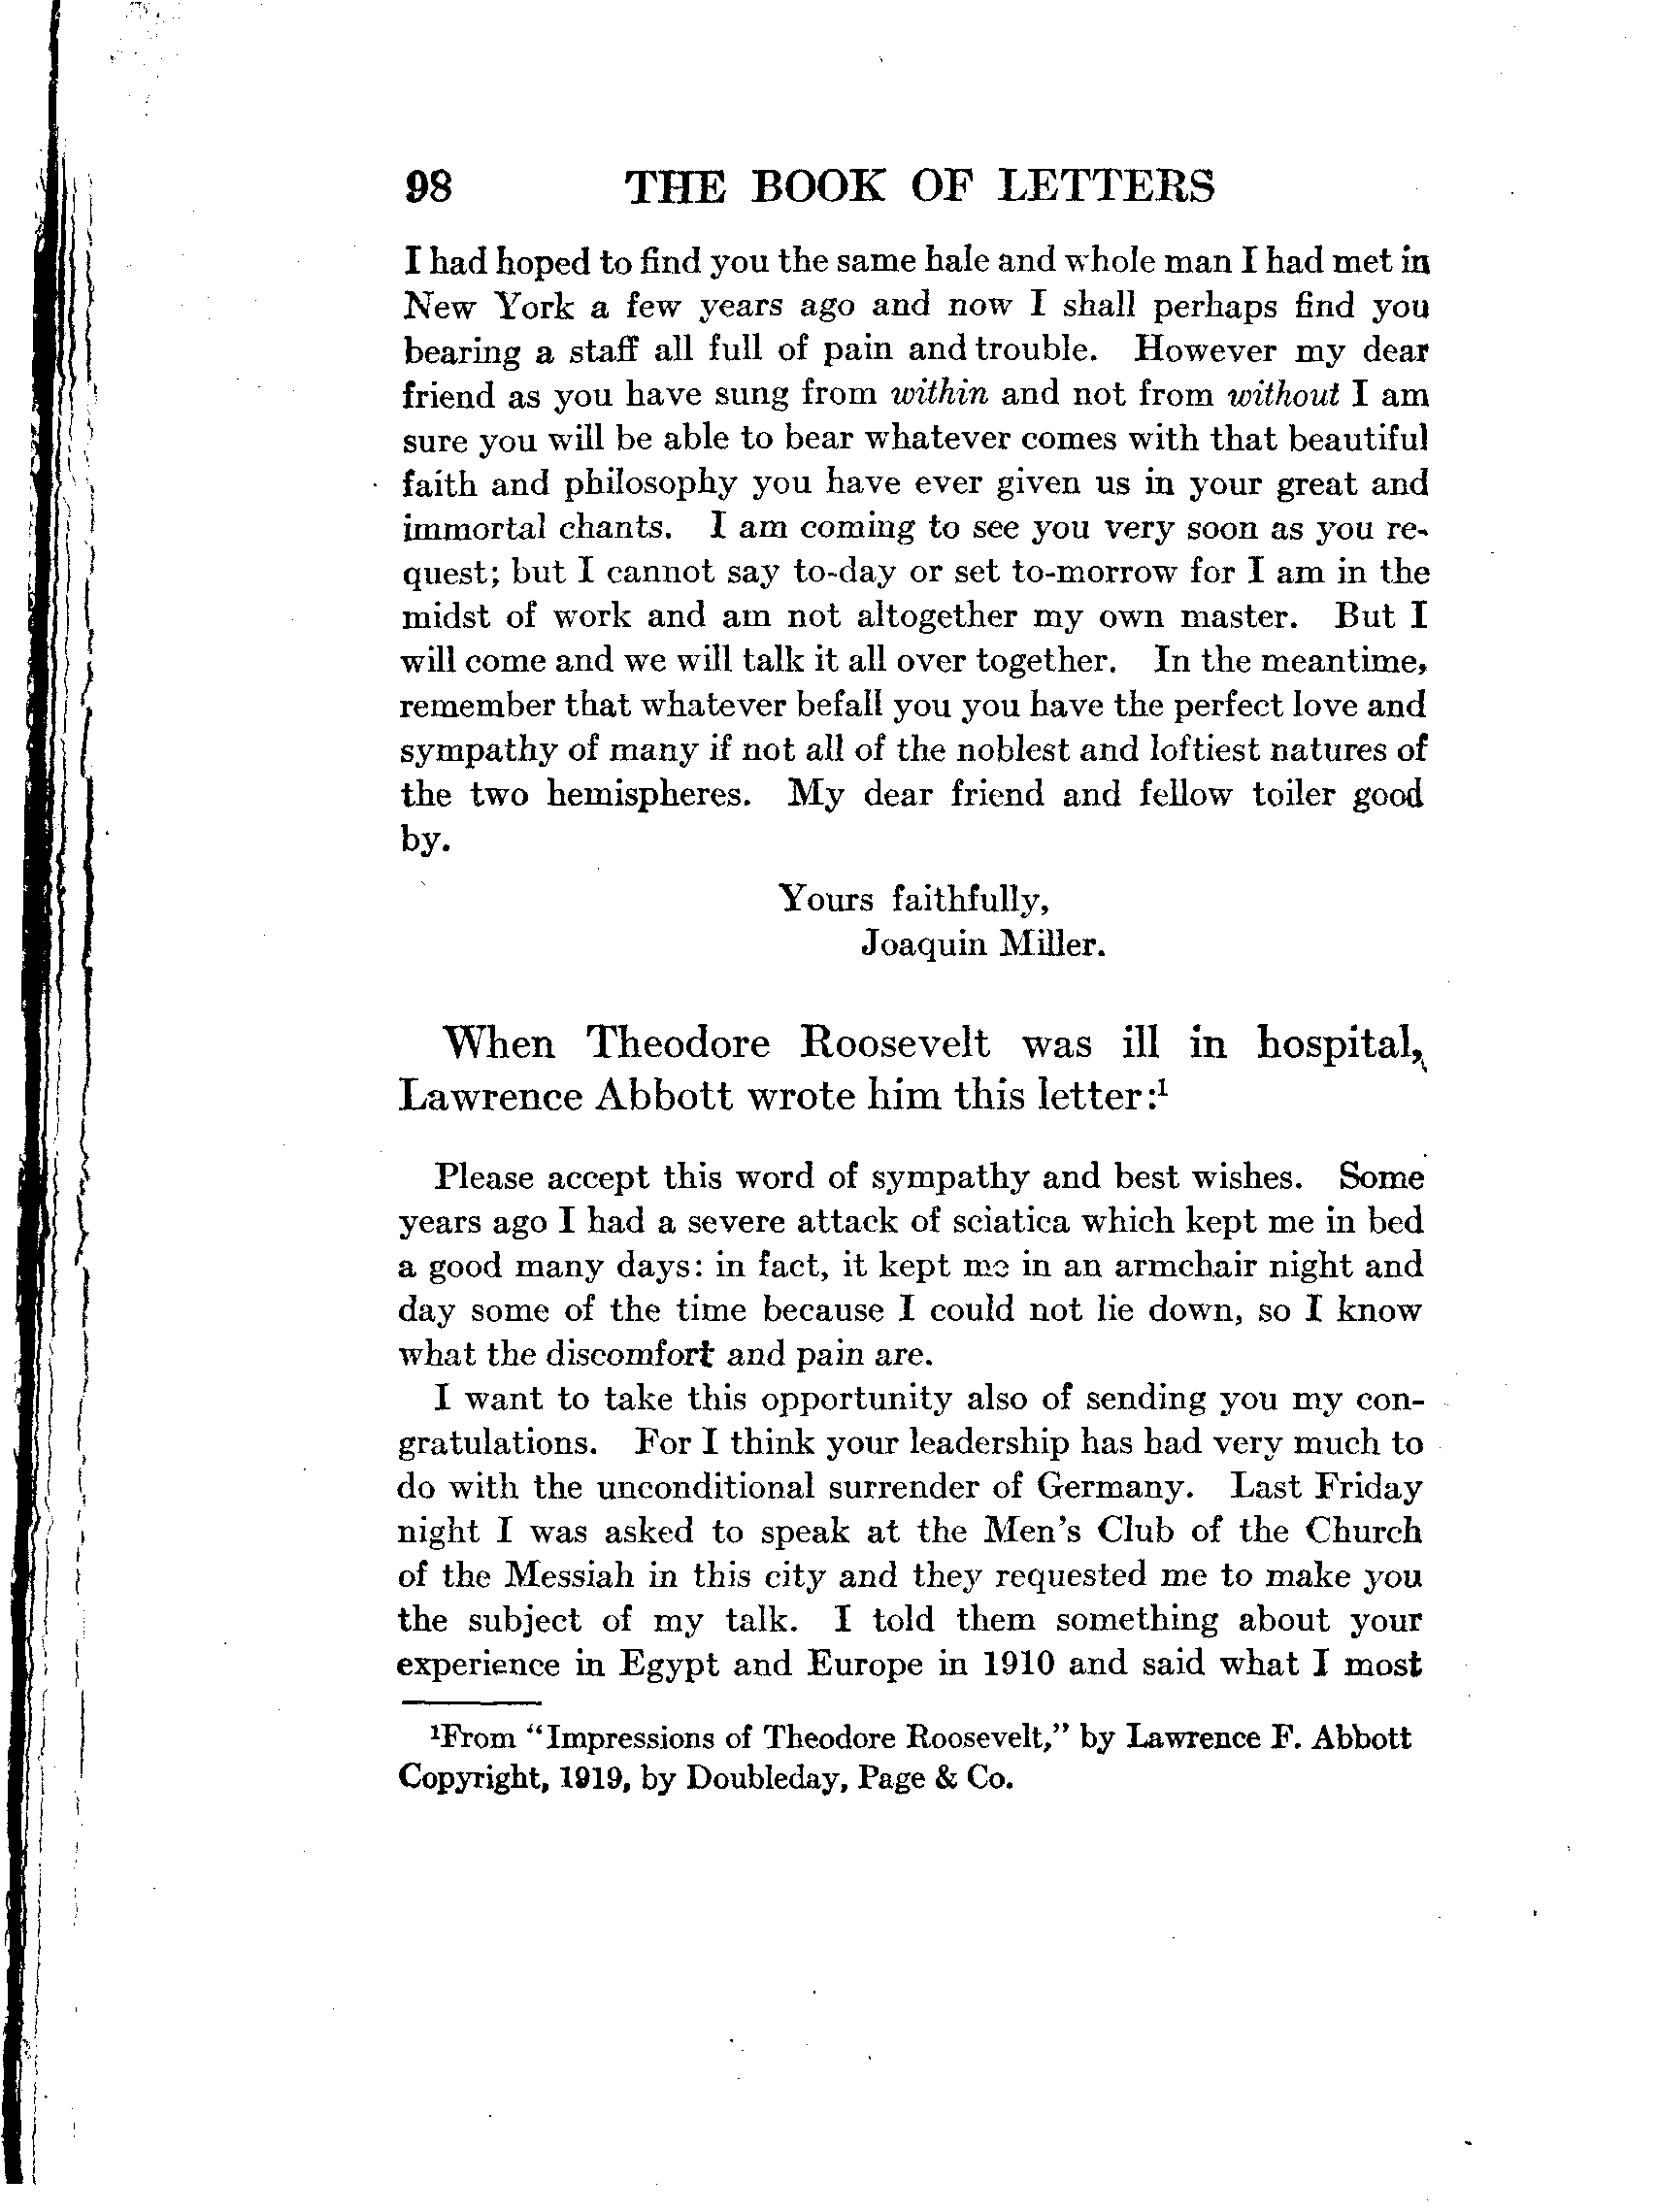 98 THE BOOK OF LETTERS
I had hoped to find you the same hale and whole man I had met in
New York a few years ago and now I shall perhaps find you
bearing a staff all full of pain and trouble. However my dear
friend as you have sung from within and not from without I am
sure you will be able to bear whatever comes with that beautiful
faith and philosophy you have ever given us in your great and
immortal chants. I am coming to see you very soon as you re-
quest; but I cannot say to-day or set to-morrow for I am in the
midst of work and am not altogether my own master. But I
will come and we will talk it all over together. In the meantime,
remember that whatever befall you you have the perfect love and
sympathy of many if not all of the noblest and loftiest natures of
the two hemispheres. My dear friend and fellow toiler good
by.
Yours faithfully,
Joaquin Miller.
When Theodore Roosevelt was ill in hospital,
Lawrence Abbott wrote him this letter:¹
Please accept this word of sympathy and best wishes. Some
years ago I had a severe attack of sciatica which kept me in bed
a good many days: in fact, it kept me in an armchair night and
day some of the time because I could not lie down, so I know
what the discomfort and pain are.
I want to take this opportunity also of sending you my con-
gratulations. For I think your leadership has had very much to
do with the unconditional surrender of Germany. Last Friday
night I was asked to speak at the Men's Club of the Church
of the Messiah in this city and they requested me to make you
the subject of my talk. I told them something about your
experience in Egypt and Europe in 1910 and said what I most
¹From "Impressions of Theodore Roosevelt," by Lawrence F. Abbott
Copyright, 1919, by Doubleday, Page & Co.